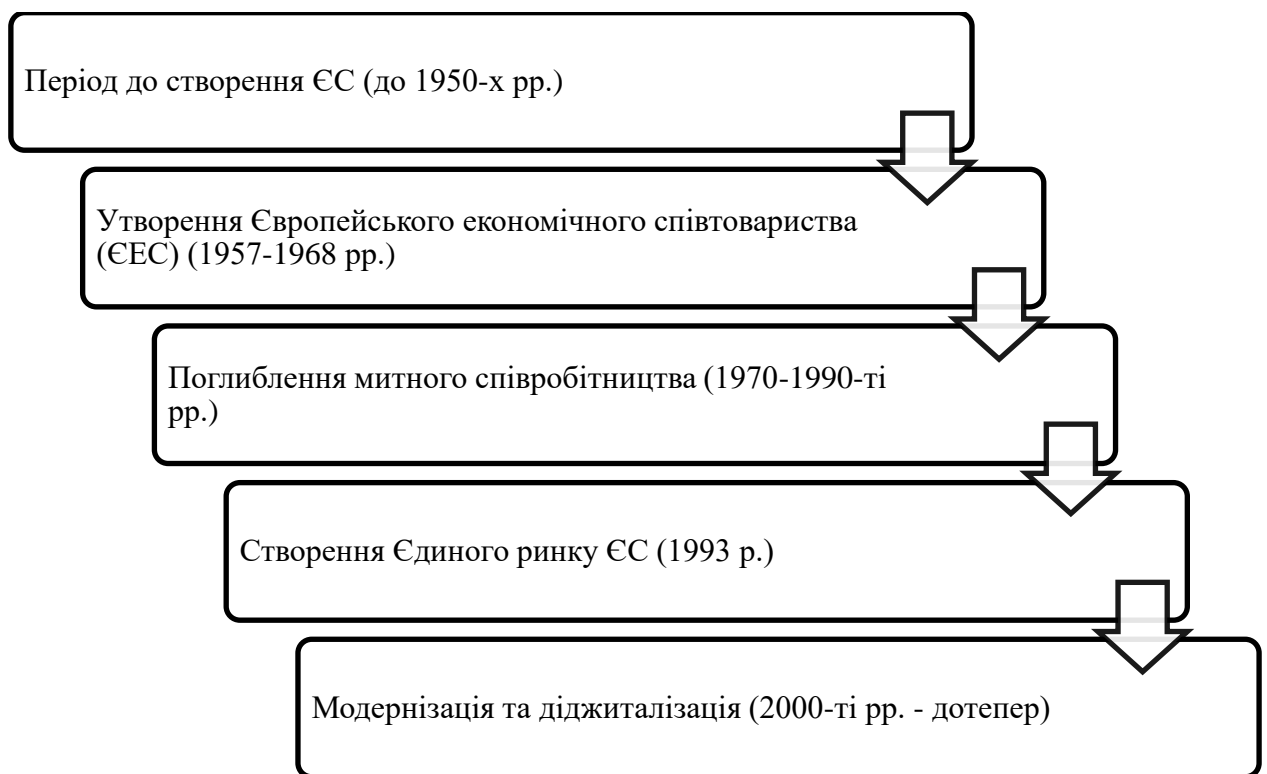 Період до створення ЄС (до 1950-х рр.)
Утворення Європейського економічного співтовариства
(ЄЕС) (1957-1968 рр.)
Поглиблення митного співробітництва (1970-1990-ті
рр.)
Створення Єдиного ринку ЄС (1993 р.)
Модернізація та діджиталізація (2000-ті рр. - дотепер)